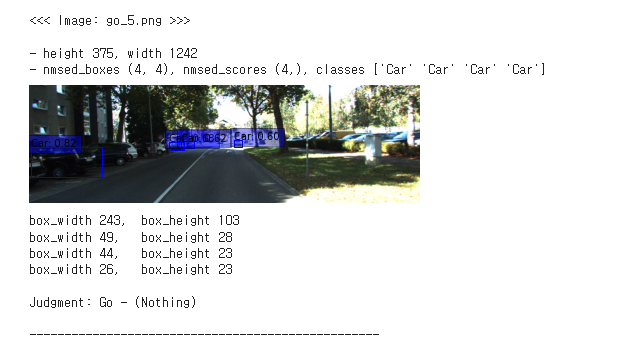 <<< Image: go_5.png >>>
- height 375, width 1242
- nmsed_boxes (4, 4), nmsed_scores (4,), classes ['Car' 'Car' 'Car' 'Car']
Car: 0.82
Car: 0.60
box_width 243, box_height 103
box_width 49, box_height 28
box_width 44, box_height 23
box_width 26, box_height 23
Judgment: Go - (Nothing)
--------------------------------------------------